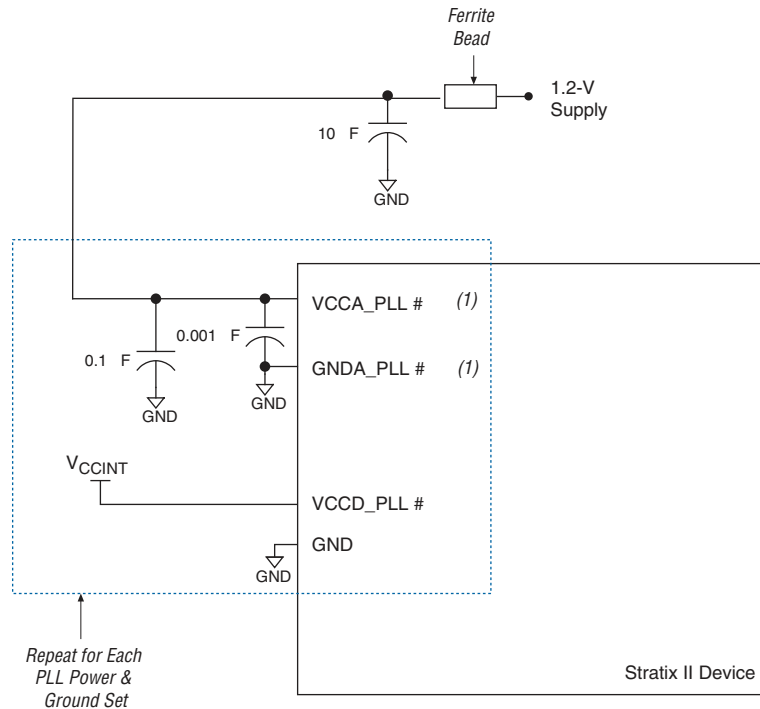 Ferrite
Bead
1.2-V
Supply
10 F
GND
VCCA_PLL # (1)
0.001 F
0.1 F
GNDA_PLL # (1)
GND
GND
VCCINT
VCCD_PLL #
GND
GND
Repeat for Each
PLL Power &
Ground Set
Stratix II Device